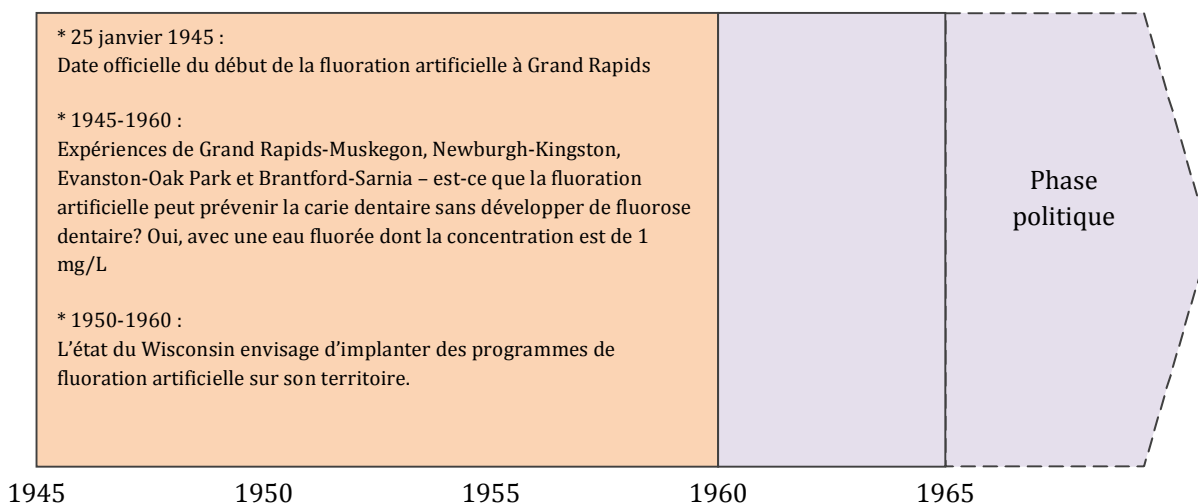 * 25 janvier 1945 :
Date officielle du début de la fluoration artificielle à Grand Rapids
* 1945-1960 :
Expériences de Grand Rapids-Muskegon, Newburgh-Kingston,
Evanston-Oak Park et Brantford-Sarnia – est-ce que la fluoration
artificielle peut prévenir la carie dentaire sans développer de fluorose
dentaire? Oui, avec une eau fluorée dont la concentration est de 1
mg/L
* 1950-1960 :
L'état du Wisconsin envisage d'implanter des programmes de
fluoration artificielle sur son territoire.
Phase
politique
1945 1950 1955 1960 1965